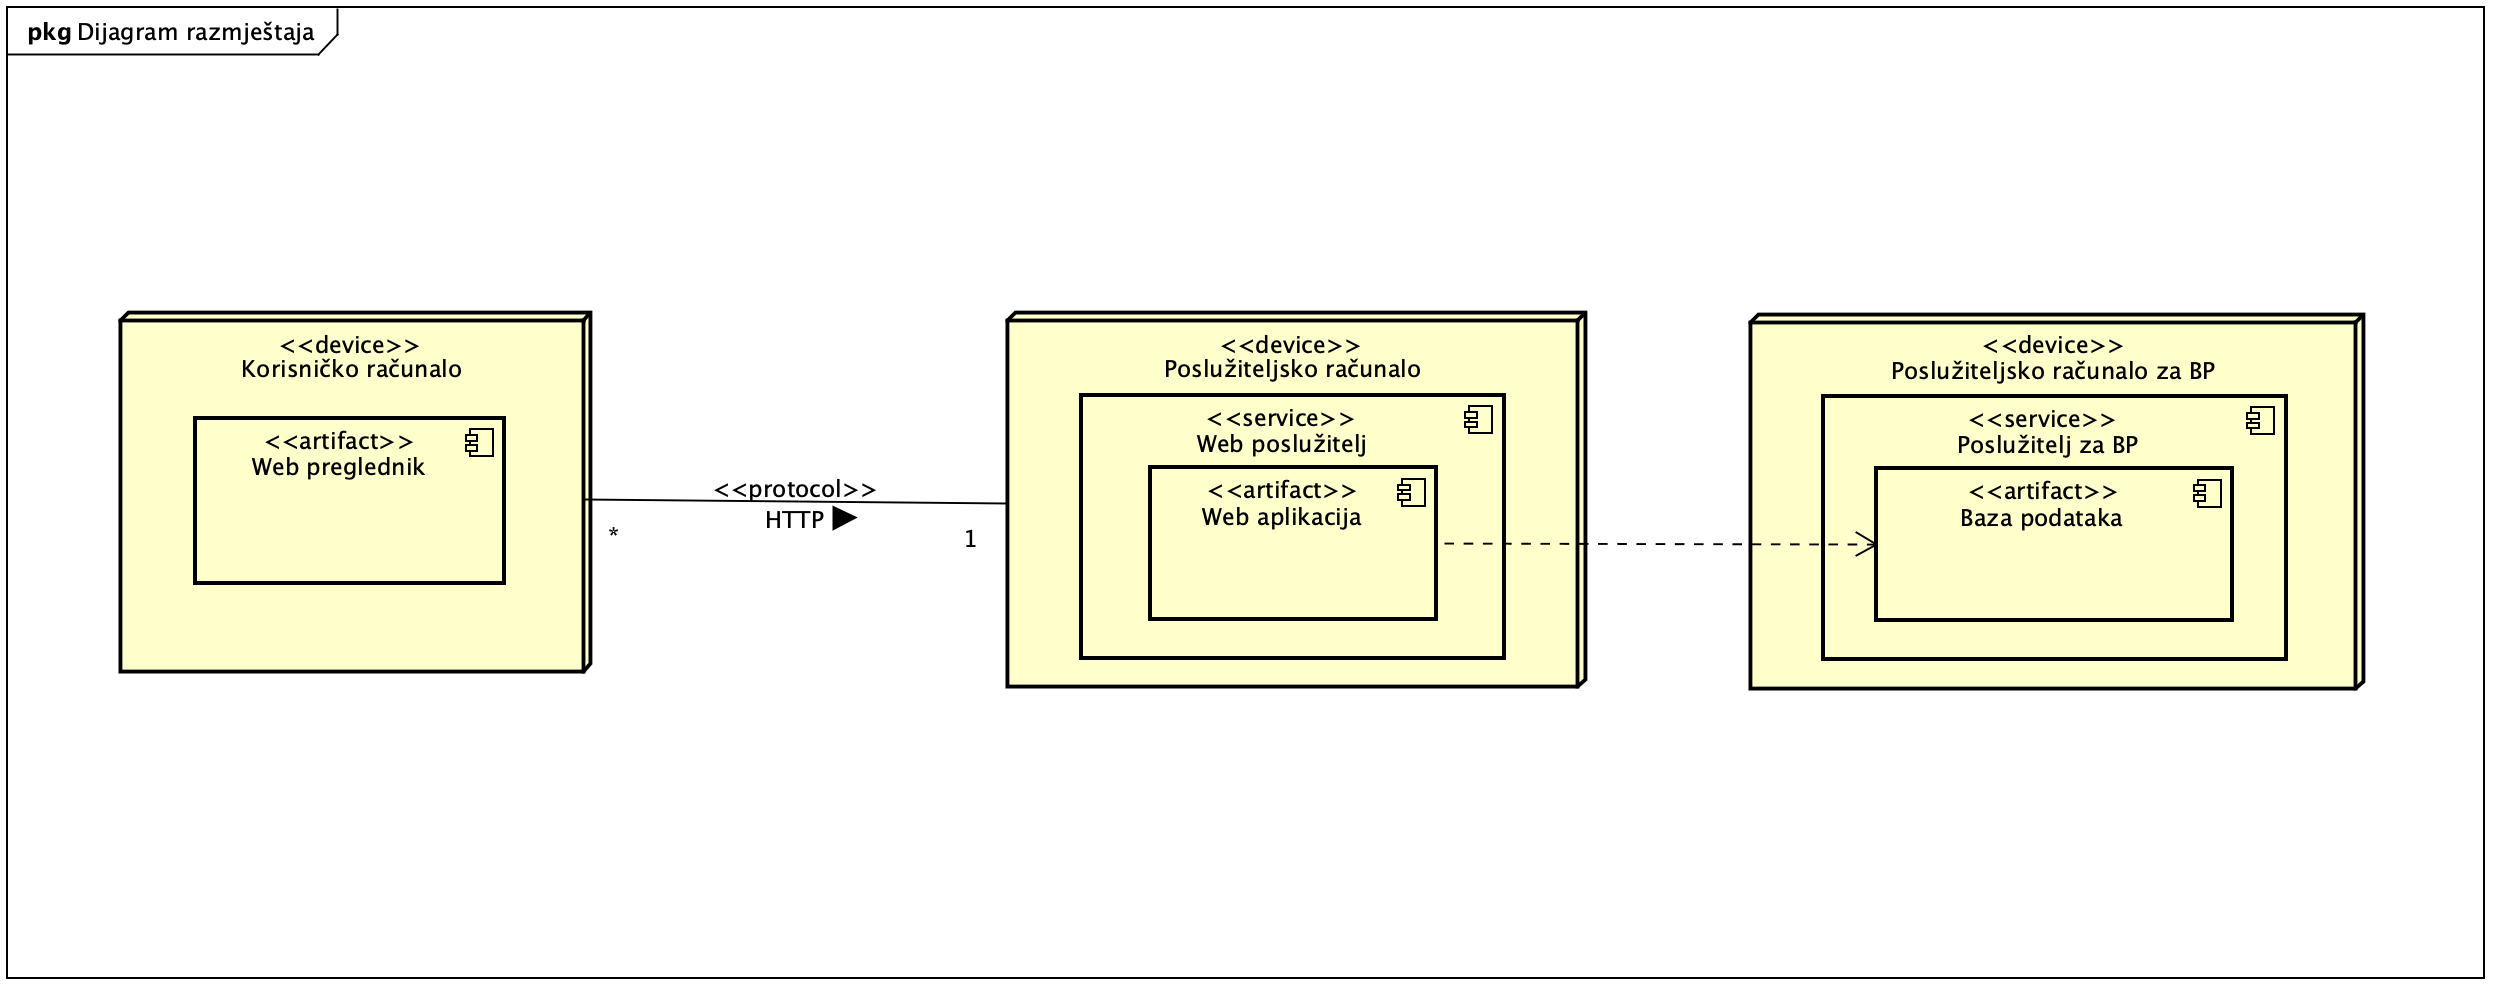 pkg Dijagram razmještaja
<<device>>
Korisničko računalo
<<artifact>>
Web preglednik
<<protocol>>
HTTP ▶
*
1
<<device>>
Poslužiteljsko računalo
<<service>>
Web poslužitelj
<<artifact>>
Web aplikacija
<<device>>
Poslužiteljsko računalo za BP
<<service>>
Poslužitelj za BP
<<artifact>>
Baza podataka